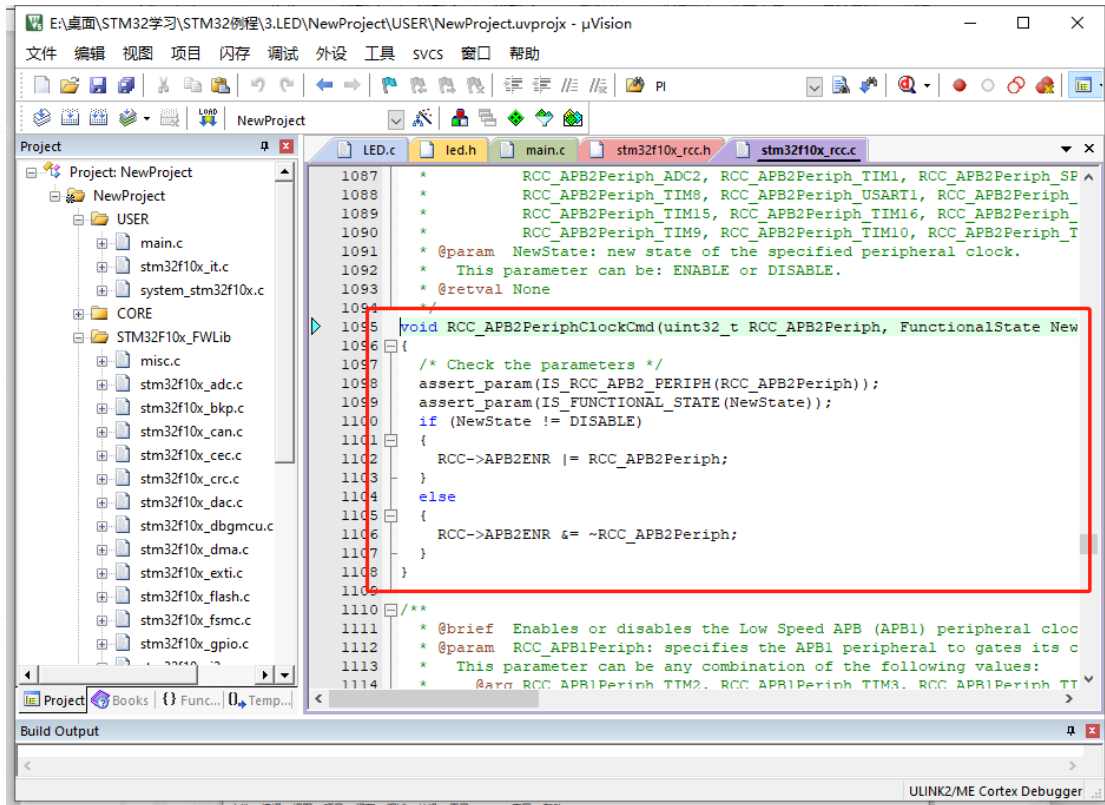 E:\桌面\STM32学习\STM32例程\3.LED\NewProject\USER\NewProject.uvprojx - µVision
文件 编辑 视图 项目 闪存 调试 外设 工具 SVCS 窗口 帮助
PI
LOAD NewProject
Project
Project: NewProject
NewProject
USER
main.c
stm32f10x_it.c
system_stm32f10x.c
CORE
STM32F10x_FWLib
misc.c
stm32f10x_adc.c
stm32f10x_bkp.c
stm32f10x_can.c
stm32f10x_cec.c
stm32f10x_crc.c
stm32f10x_dac.c
stm32f10x_dbgmcu.c
stm32f10x_dma.c
stm32f10x_exti.c
stm32f10x_flash.c
stm32f10x_fsmc.c
stm32f10x_gpio.c
Project Books {} Func... 0 Temp...
LED.c led.h main.c stm32f10x_rcc.h stm32f10x_rcc.c
1087 * RCC_APB2Periph_ADC2, RCC_APB2Periph_TIM1, RCC_APB2Periph_SP
1088 * RCC_APB2Periph_TIM8, RCC_APB2Periph_USART1, RCC_APB2Periph_
1089 * RCC_APB2Periph_TIM15, RCC_APB2Periph_TIM16, RCC_APB2Periph_
1090 * RCC_APB2Periph_TIM9, RCC_APB2Periph_TIM10, RCC_APB2Periph_T
1091 * @param NewState: new state of the specified peripheral clock.
1092 * This parameter can be: ENABLE or DISABLE.
1093 * @retval None
1094 */
1095 void RCC_APB2PeriphClockCmd(uint32_t RCC_APB2Periph, FunctionalState New
1096 {
1097 /* Check the parameters */
1098 assert_param(IS_RCC_APB2_PERIPH(RCC_APB2Periph));
1099 assert_param(IS_FUNCTIONAL_STATE(NewState));
1100 if (NewState != DISABLE)
1101 {
1102 RCC->APB2ENR |= RCC_APB2Periph;
1103 }
1104 else
1105 {
1106 RCC->APB2ENR &= ~RCC_APB2Periph;
1107 }
1108 }
1109
1110 /**
1111 * @brief Enables or disables the Low Speed APB (APB1) peripheral cloc
1112 * @param RCC_APB1Periph: specifies the APB1 peripheral to gates its c
1113 * This parameter can be any combination of the following values:
1114 * @arg RCC_APB1Periph_TIM2, RCC_APB1Periph_TIM3, RCC_APB1Periph_TI
Build Output
ULINK2/ME Cortex Debugger